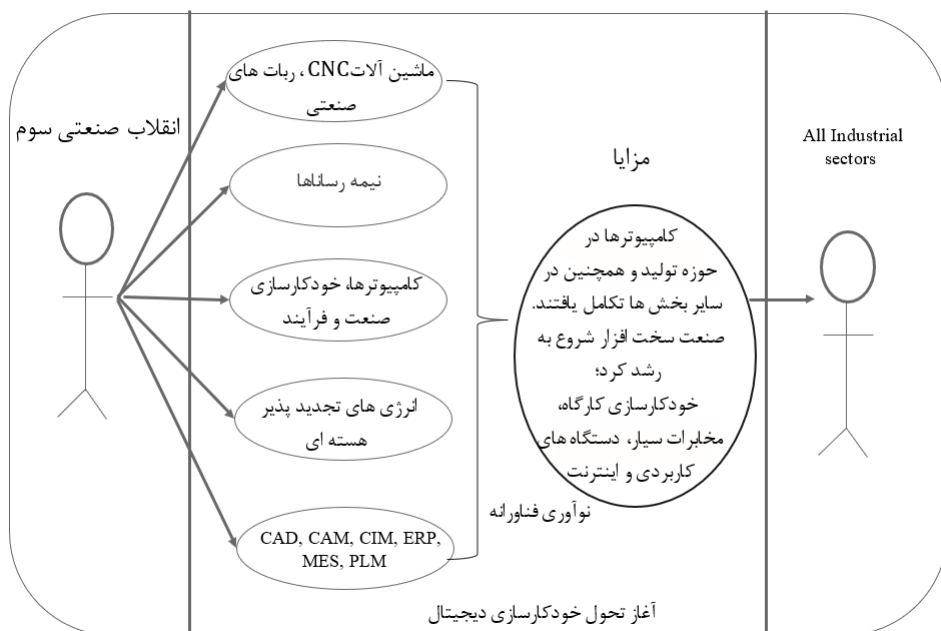 انقلاب صنعتی سوم
ماشین آلاتCNC، ربات های
صنعتی
نیمه رساناها
کامپیوترها، خودکارسازی
صنعت و فرآیند
انرژی های تجدید پذیر
هسته ای
CAD, CAM, CIM, ERP,
MES, PLM
مزایا
کامپیوترها در
حوزه تولید و همچنین در
سایر بخش ها تکامل یافتند.
صنعت سخت افزار شروع به
رشد کرد؛
خودکارسازی کارگاه،
مخابرات سیار، دستگاه های
کاربردی و اینترنت
نوآوری فناورانه
All Industrial
sectors
آغاز تحول خودکارسازی دیجیتال